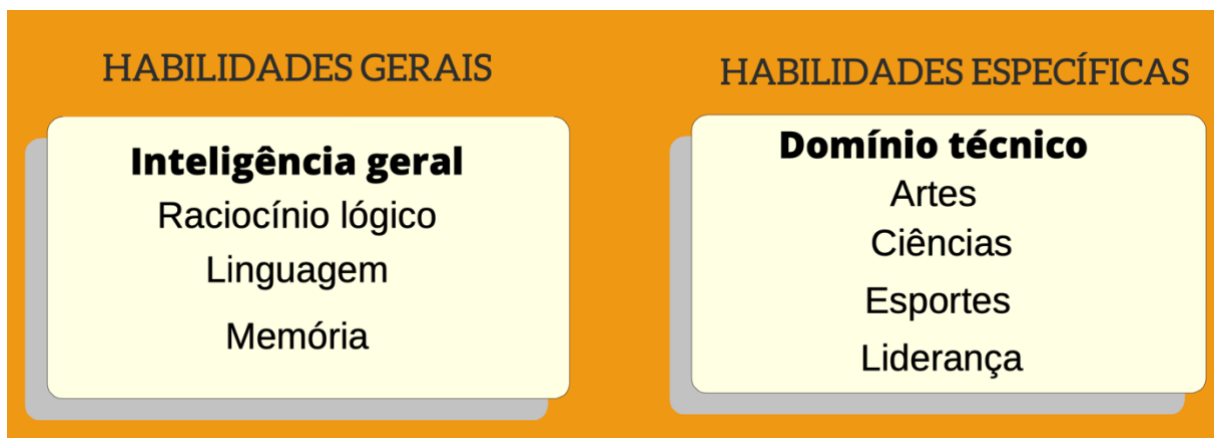 HABILIDADES GERAIS
Inteligência geral
Raciocínio lógico
Linguagem
Memória
HABILIDADES ESPECÍFICAS
Domínio técnico
Artes
Ciências
Esportes
Liderança